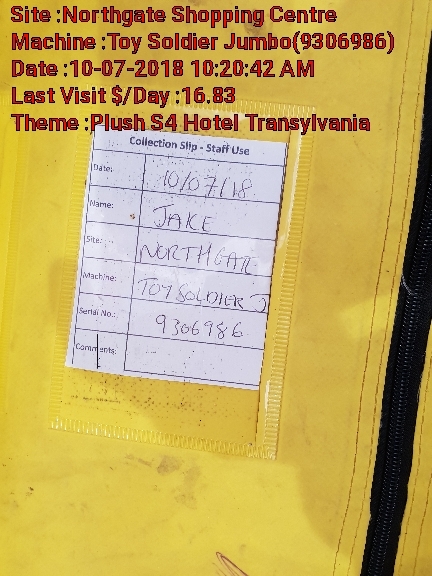 Site :Northgate Shopping Centre
Machine :Toy Soldier Jumbo(9306986)
Date :10-07-2018 10:20:42 AM
Last Visit $/Day :16.83
Theme :Plush S4 Hotel Transylvania
Collection Slip - Staff Use
Date: 10/07/18
Name: JAKE
Site: NORTHGATE
Machine: TOY SOLDIER J
Serial No.: 9306986
Comments: